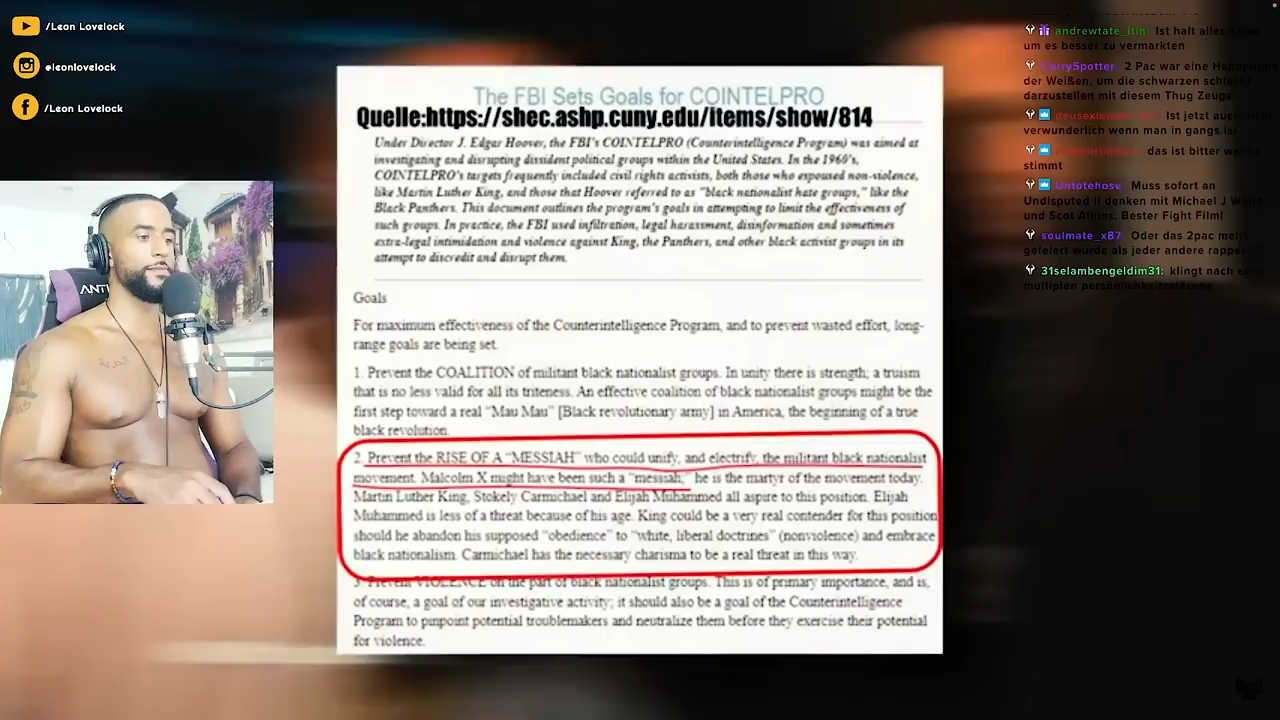 /Leon Lovelock
@leonlovelock
/Leon Lovelock
The FBI Sets Goals for COINTELPRO
Quelle:https://shec.ashp.cuny.edu/items/show/814
Under Director J. Edgar Hoover, the FBI's COINTELPRO (Counterintelligence Program) was aimed at
investigating and disrupting dissident political groups within the United States. In the 1960's,
COINTELPRO's targets frequently included civil rights activists, both those who espoused non-violence,
like Martin Luther King, and those that Hoover referred to as "black nationalist hate groups," like the
Black Panthers. This document outlines the program's goals in attempting to limit the effectiveness of
such groups. In practice, the FBI used infiltration, legal harassment, disinformation and sometimes
extra-legal intimidation and violence against King, the Panthers, and other black activist groups in its
attempt to discredit and disrupt them.
Goals
For maximum effectiveness of the Counterintelligence Program, and to prevent wasted effort, long-
range goals are being set.
1. Prevent the COALITION of militant black nationalist groups. In unity there is strength; a truism
that is no less valid for all its triteness. An effective coalition of black nationalist groups might be the
first step toward a real "Mau Mau" [Black revolutionary army] in America, the beginning of a true
black revolution.
2. Prevent the RISE OF A "MESSIAH" who could unify, and electrify, the militant black nationalist
movement. Malcolm X might have been such a "messiah;" he is the martyr of the movement today.
Martin Luther King, Stokely Carmichael and Elijah Muhammed all aspire to this position. Elijah
Muhammed is less of a threat because of his age. King could be a very real contender for this position
should he abandon his supposed "obedience" to "white, liberal doctrines" (nonviolence) and embrace
black nationalism. Carmichael has the necessary charisma to be a real threat in this way.
3. Prevent VIOLENCE on the part of black nationalist groups. This is of primary importance, and is,
of course, a goal of our investigative activity; it should also be a goal of the Counterintelligence
Program to pinpoint potential troublemakers and neutralize them before they exercise their potential
for violence.
andrewtate_itin: Ist halt alles show
um es besser zu vermarkten
CarrySpotter: 2 Pac war eine
der Weißen, um die schwarzen schlecht
darzustellen mit diesem Thug Zeugs
Ist jetzt auch nicht
verwunderlich wenn man in gangs ist
das ist bitter
stimmt
Untotehose: Muss sofort an
Undisputed II denken mit Michael J White
und Scot Atkins. Bester Fight Film!
soulmate_x87: Oder das 2pac mehr
gefeiert wurde als jeder andere rapper
31selambengeldim31: klingt nach
multiplen persönlichkeitsstörung